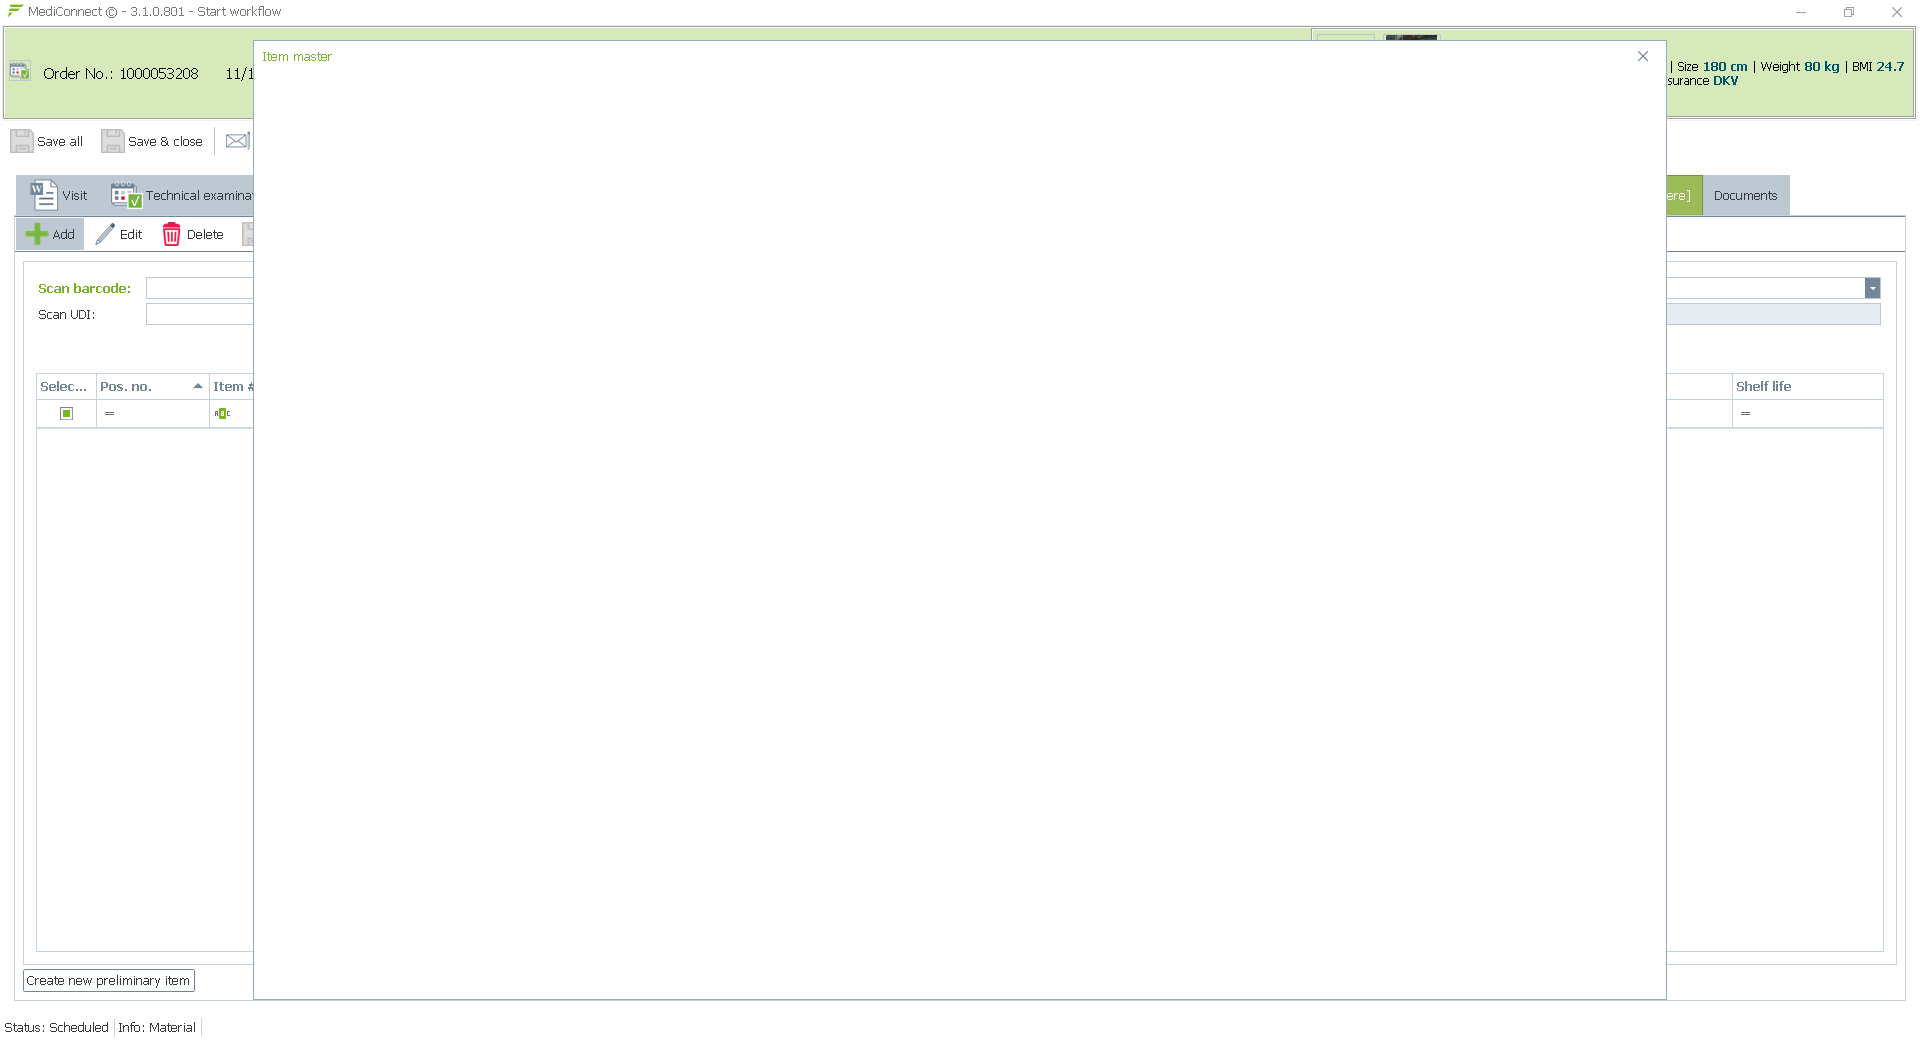 MediConnect © - 3.1.0.801 - Start workflow
Item master
Order No.: 1000053208 11/1
| Size 180 cm | Weight 80 kg | BMI 24.7
surance DKV
Save all Save & close
Visit Technical examina ere] Documents
Add Edit Delete
Scan barcode:
Scan UDI:
Selec... Pos. no. Item # Shelf life
= ABC =
Create new preliminary item
Status: Scheduled Info: Material